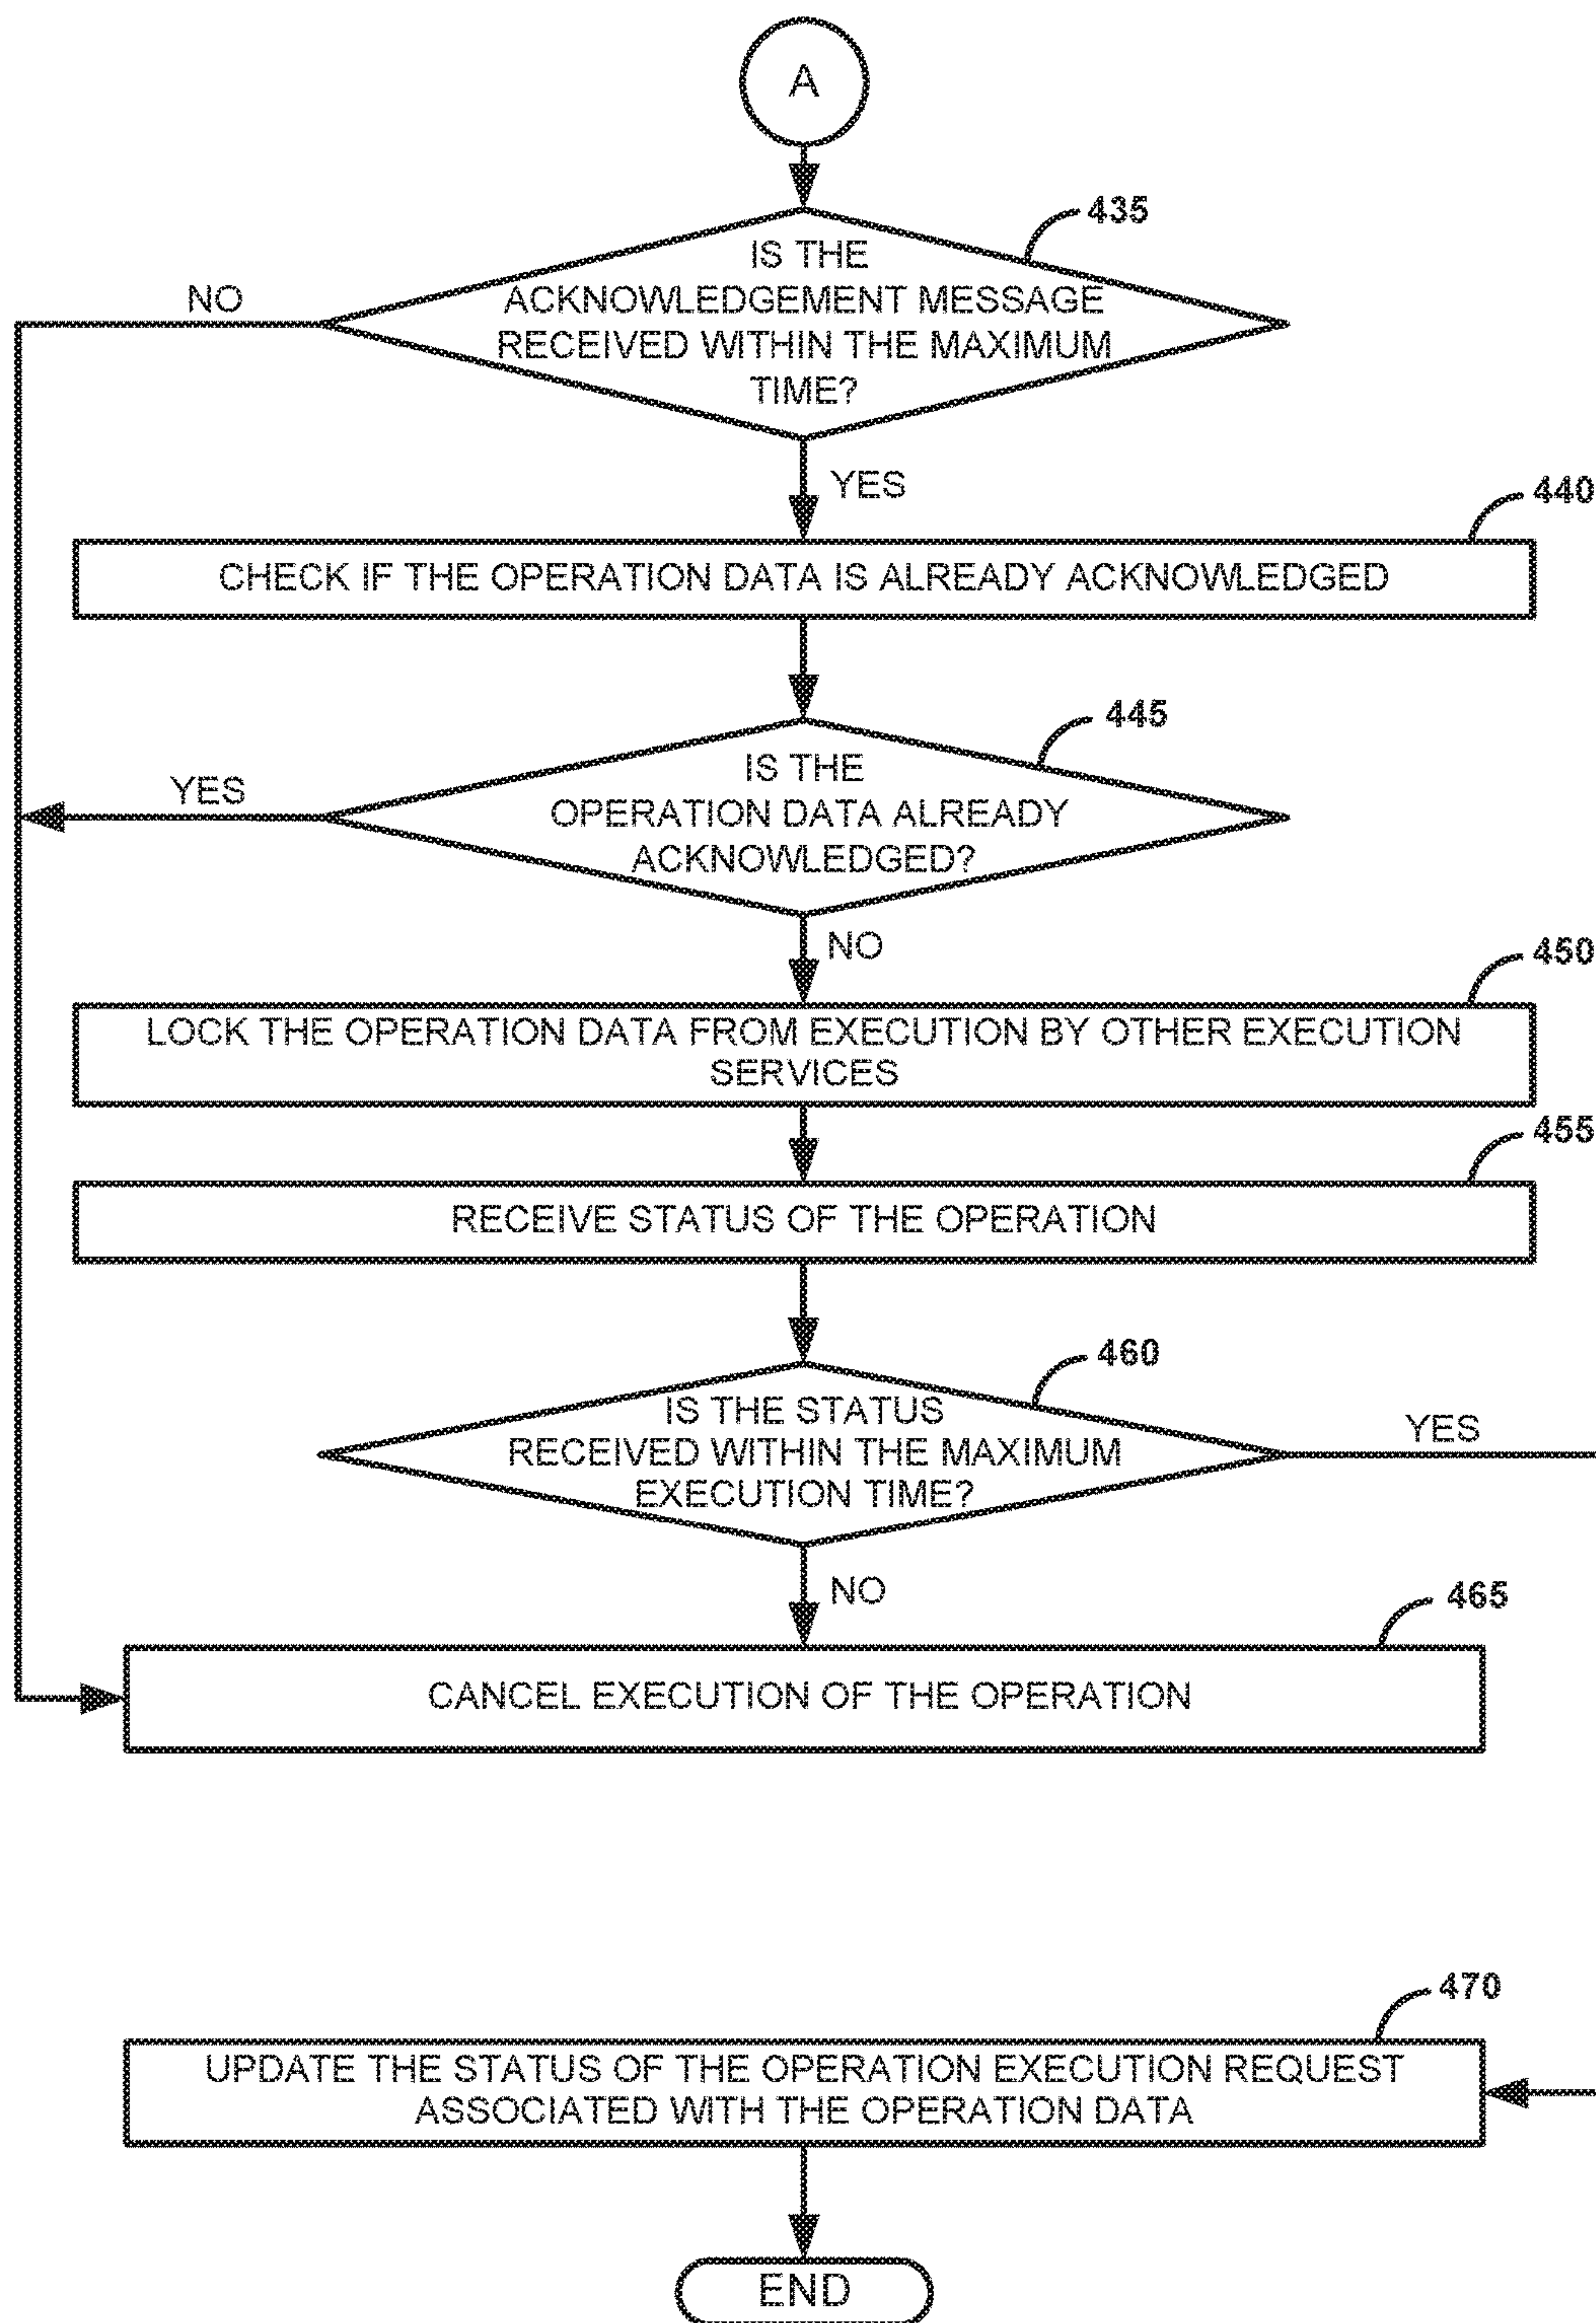 A
435
IS THE
ACKNOWLEDGEMENT MESSAGE
RECEIVED WITHIN THE MAXIMUM
TIME?
NO
YES
440
CHECK IF THE OPERATION DATA IS ALREADY ACKNOWLEDGED
445
IS THE
OPERATION DATA ALREADY
ACKNOWLEDGED?
YES
NO
450
LOCK THE OPERATION DATA FROM EXECUTION BY OTHER EXECUTION
SERVICES
455
RECEIVE STATUS OF THE OPERATION
460
IS THE STATUS
RECEIVED WITHIN THE MAXIMUM
EXECUTION TIME?
YES
NO
465
CANCEL EXECUTION OF THE OPERATION
470
UPDATE THE STATUS OF THE OPERATION EXECUTION REQUEST
ASSOCIATED WITH THE OPERATION DATA
END